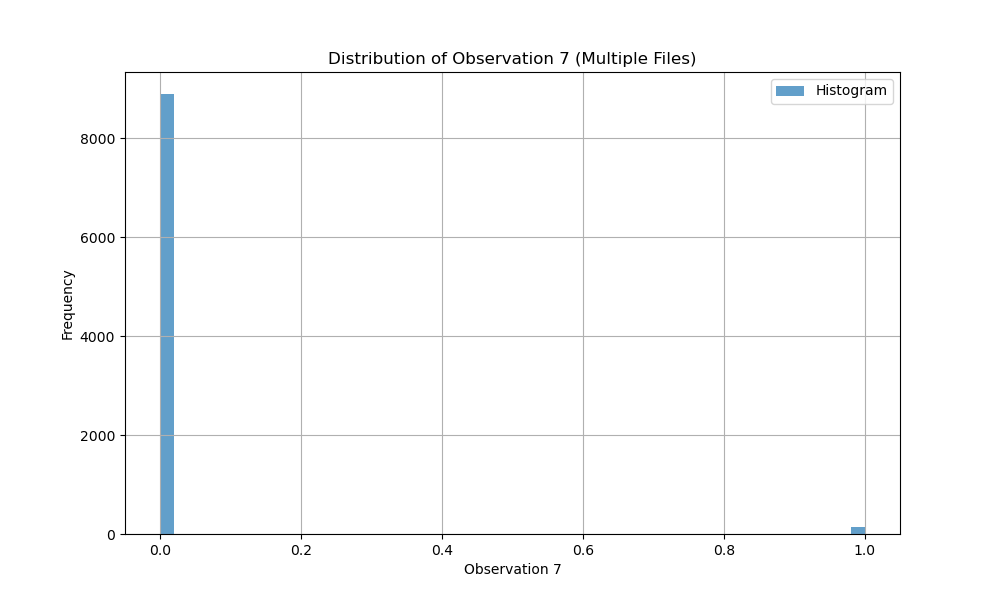 Distribution of Observation 7 (Multiple Files)
Histogram
Frequency
8000
6000
4000
2000
0
0.0 0.2 0.4 0.6 0.8 1.0
Observation 7